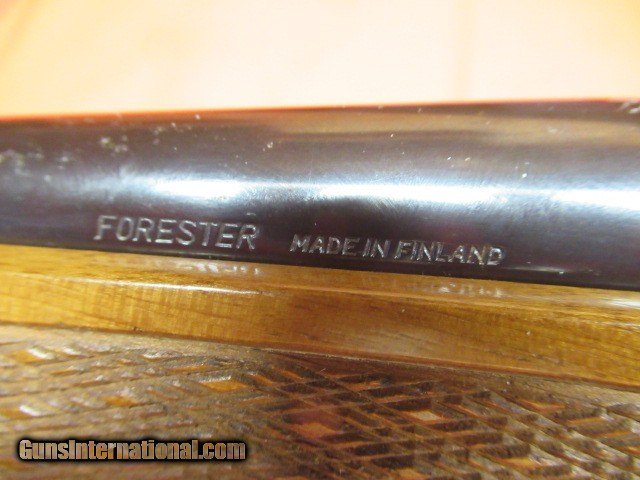 FORESTER MADE IN FINLAND
GunsInternational.com